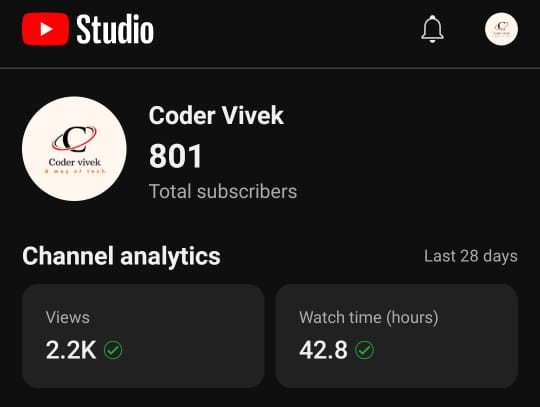 Studio
Coder Vivek
801
Total subscribers
C
Coder vivek
A way of tech
Channel analytics
Last 28 days
Views
2.2K
Watch time (hours)
42.8